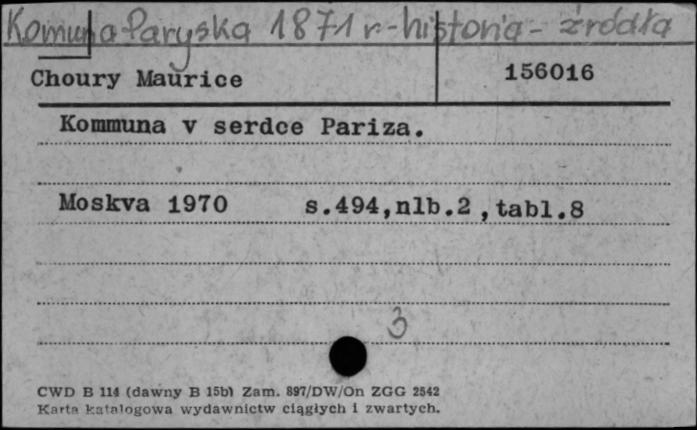 Komuna Paryska 1871 r - historia - źródła
Choury Maurice 156016
Kommuna v serdce Pariza.
Moskva 1970 s.494,nlb.2,tabl.8
3
CWD B 114 (dawny B 15b) Zam. 897/DW/On ZGG 2542
Karta katalogowa wydawnictw ciągłych i zwartych.